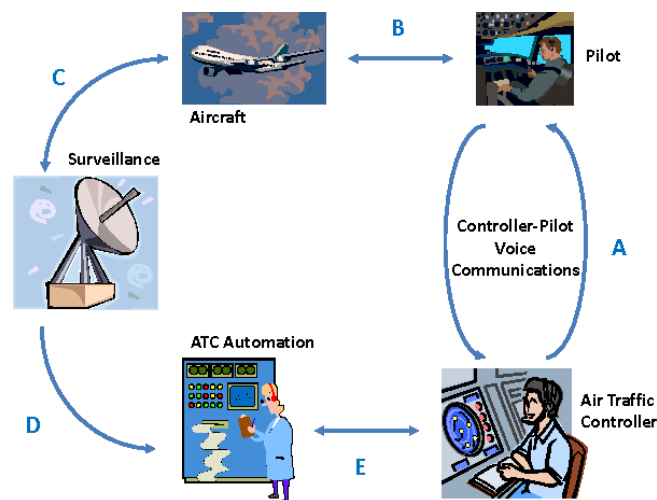 B
Pilot
C
Aircraft
Surveillance
Controller-Pilot
Voice
Communications
A
ATC Automation
D
E
Air Traffic
Controller